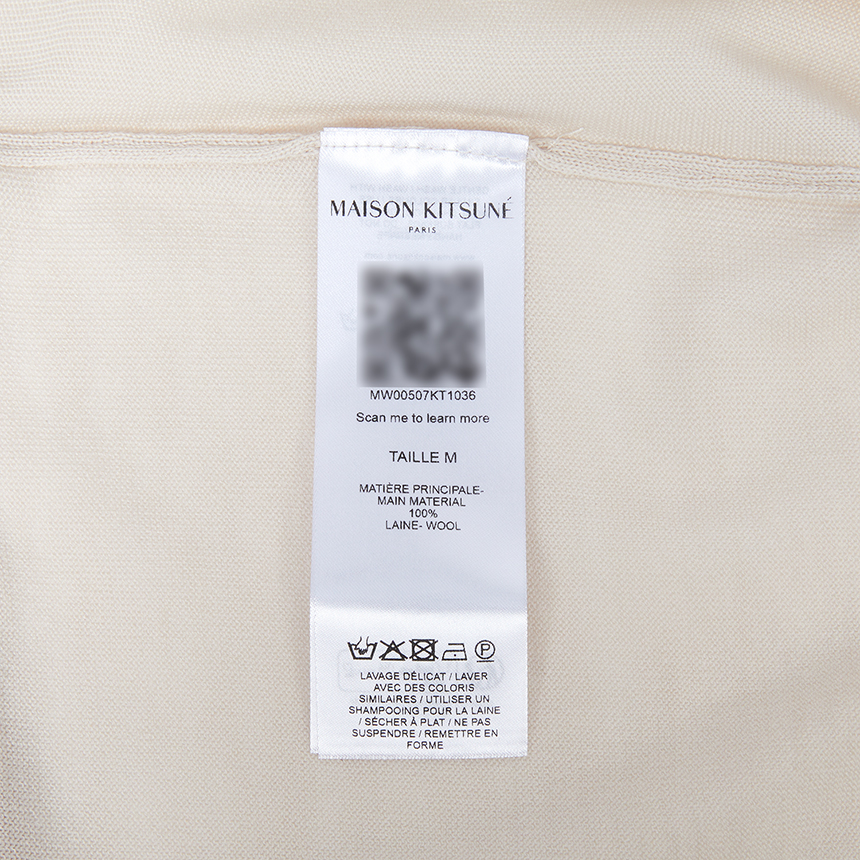 MAISON KITSUNÉ
PARIS
MW00507KT1036
Scan me to learn more
TAILLE M
MATIÈRE PRINCIPALE-
MAIN MATERIAL
100%
LAINE- WOOL
LAVAGE DÉLICAT / LAVER
AVEC DES COLORIS
SIMILAIRES / UTILISER UN
SHAMPOOING POUR LA LAINE
/ SÉCHER À PLAT / NE PAS
SUSPENDRE / REMETTRE EN
FORME